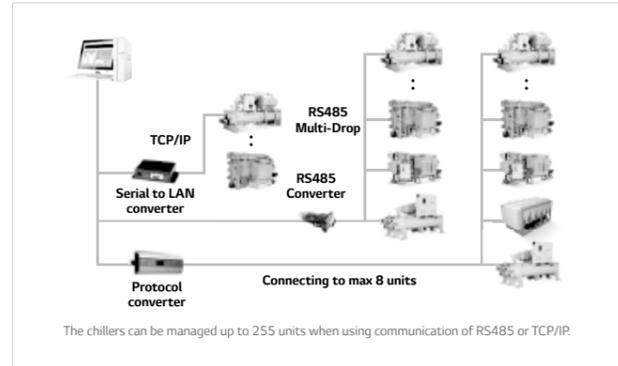 TCP/IP
Serial to LAN
converter
RS485
Multi-Drop
RS485
Converter
Protocol
converter
Connecting to max 8 units
The chillers can be managed up to 255 units when using communication of RS485 or TCP/IP.